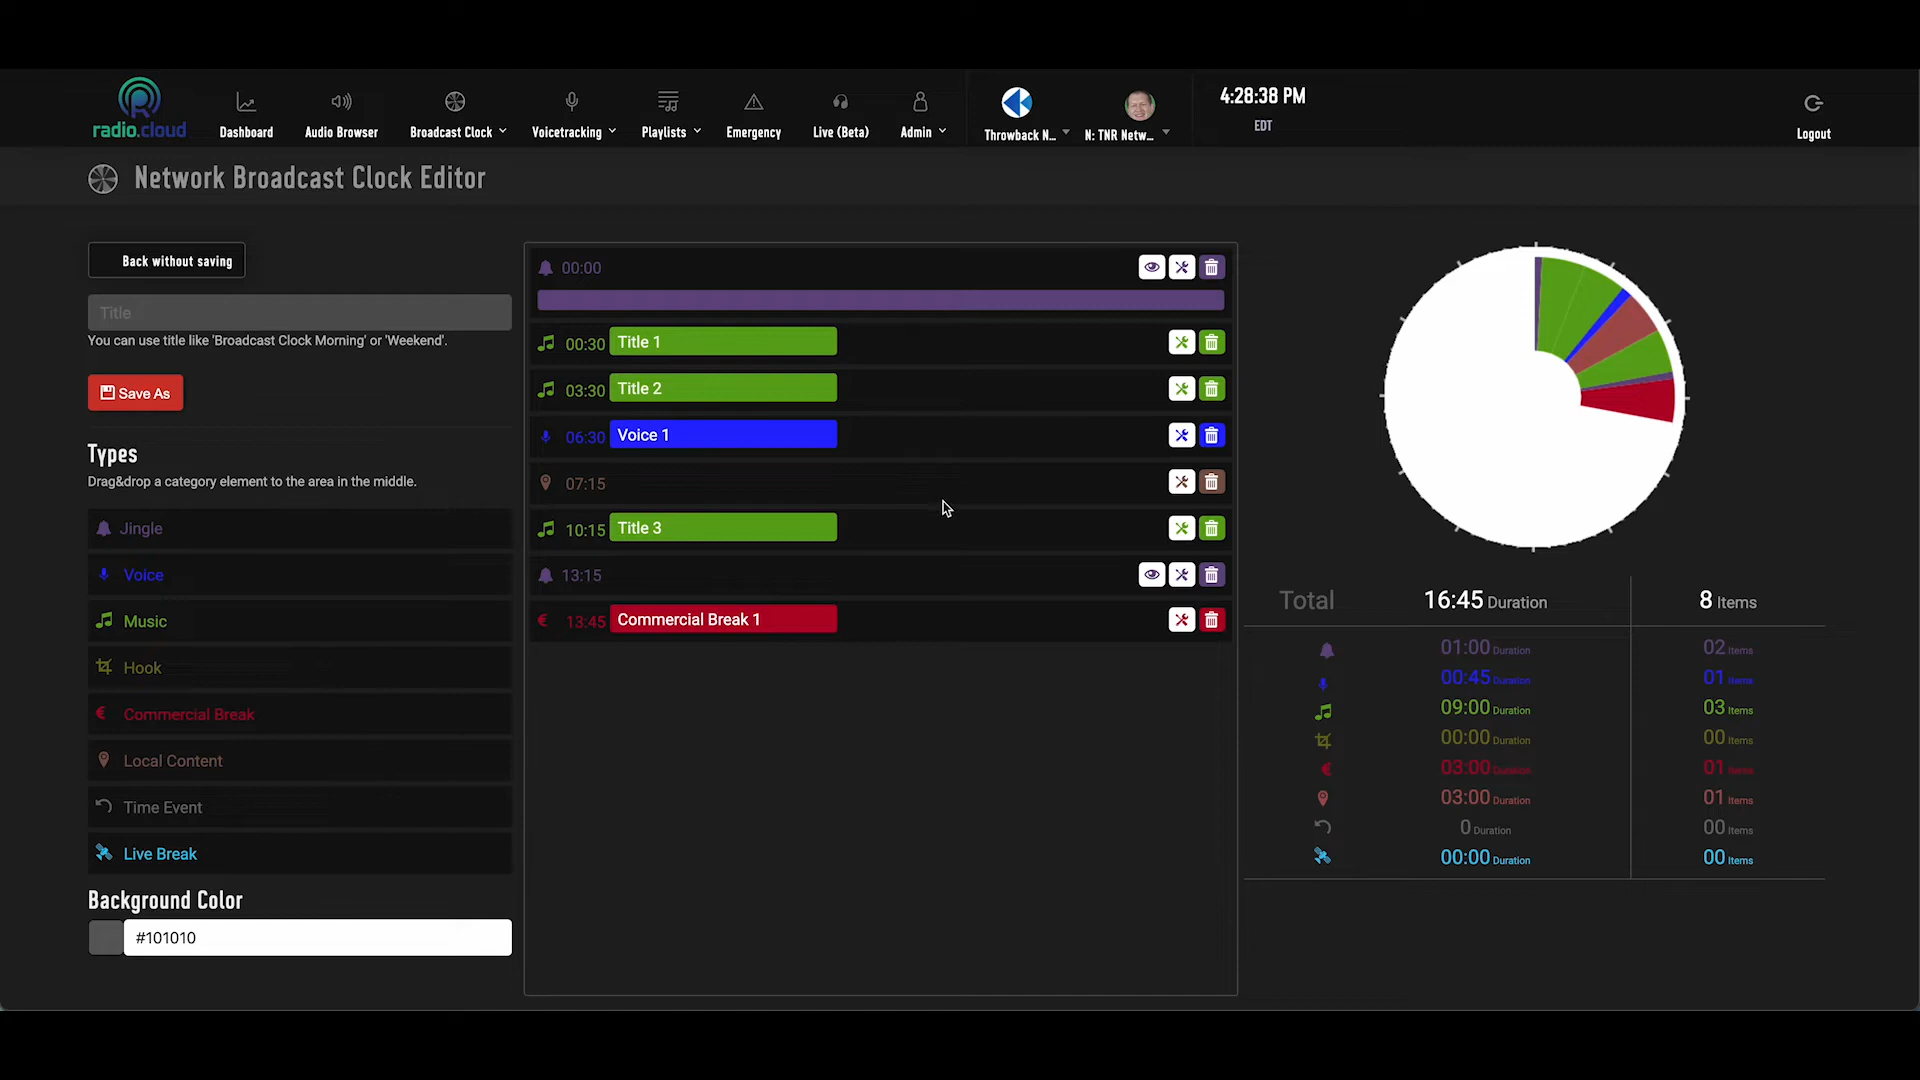 radio.cloud
Dashboard
Audio Browser
Broadcast Clock
Voicetracking
Playlists
Emergency
Live (Beta)
Admin
Throwback N...
N: TNR Netw...
4:28:38 PM
EDT
Logout
Network Broadcast Clock Editor
Back without saving
Title
You can use title like 'Broadcast Clock Morning' or 'Weekend'.
Save As
Types
Drag&drop a category element to the area in the middle.
Jingle
Voice
Music
Hook
Commercial Break
Local Content
Time Event
Live Break
Background Color
#101010
00:00
00:30 Title 1
03:30 Title 2
06:30 Voice 1
07:15
10:15 Title 3
13:15
13:45 Commercial Break 1
Total 16:45 Duration 8 Items
01:00 Duration 02 Items
00:45 Duration 01 Items
09:00 Duration 03 Items
00:00 Duration 00 Items
03:00 Duration 01 Items
03:00 Duration 01 Items
0 Duration 00 Items
00:00 Duration 00 Items